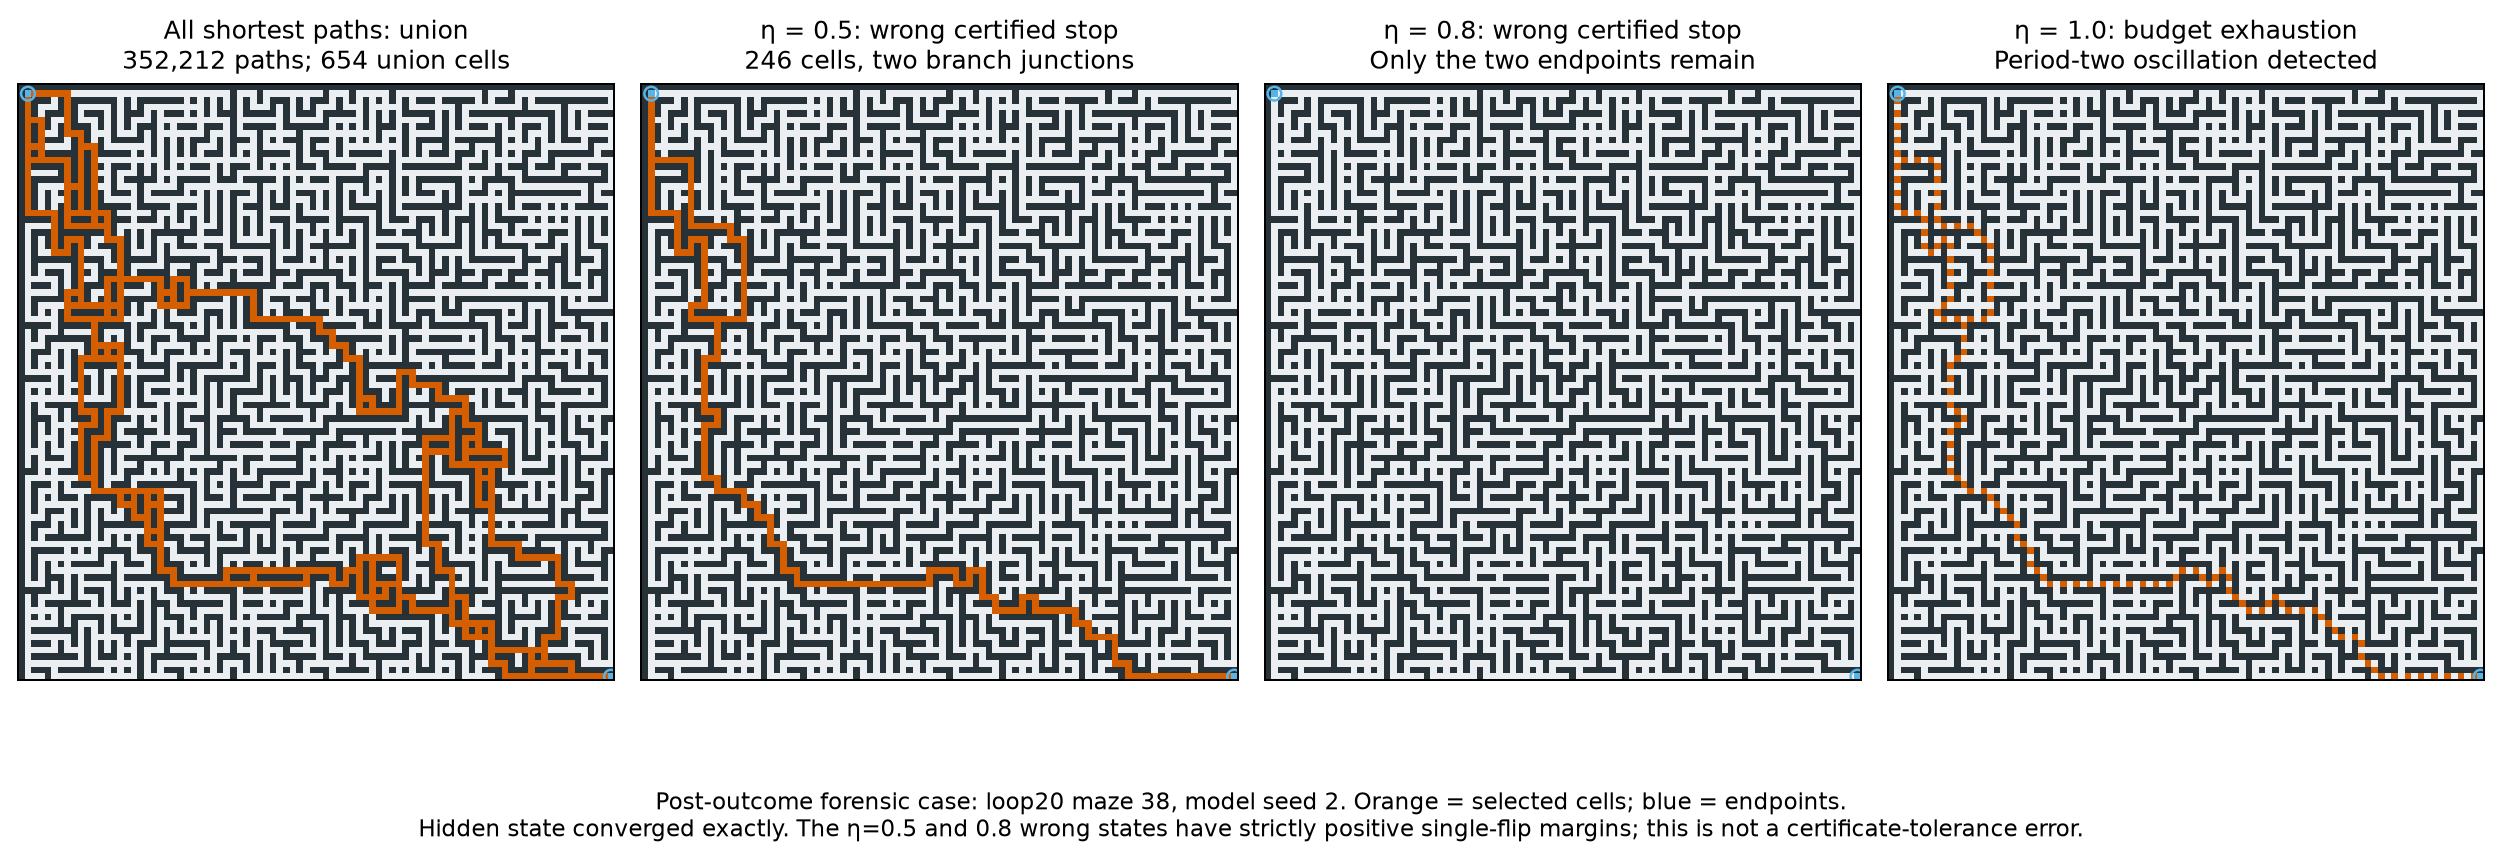 All shortest paths: union
352,212 paths; 654 union cells
η = 0.5: wrong certified stop
246 cells, two branch junctions
η = 0.8: wrong certified stop
Only the two endpoints remain
η = 1.0: budget exhaustion
Period-two oscillation detected
Post-outcome forensic case: loop20 maze 38, model seed 2. Orange = selected cells; blue = endpoints.
Hidden state converged exactly. The η=0.5 and 0.8 wrong states have strictly positive single-flip margins; this is not a certificate-tolerance error.